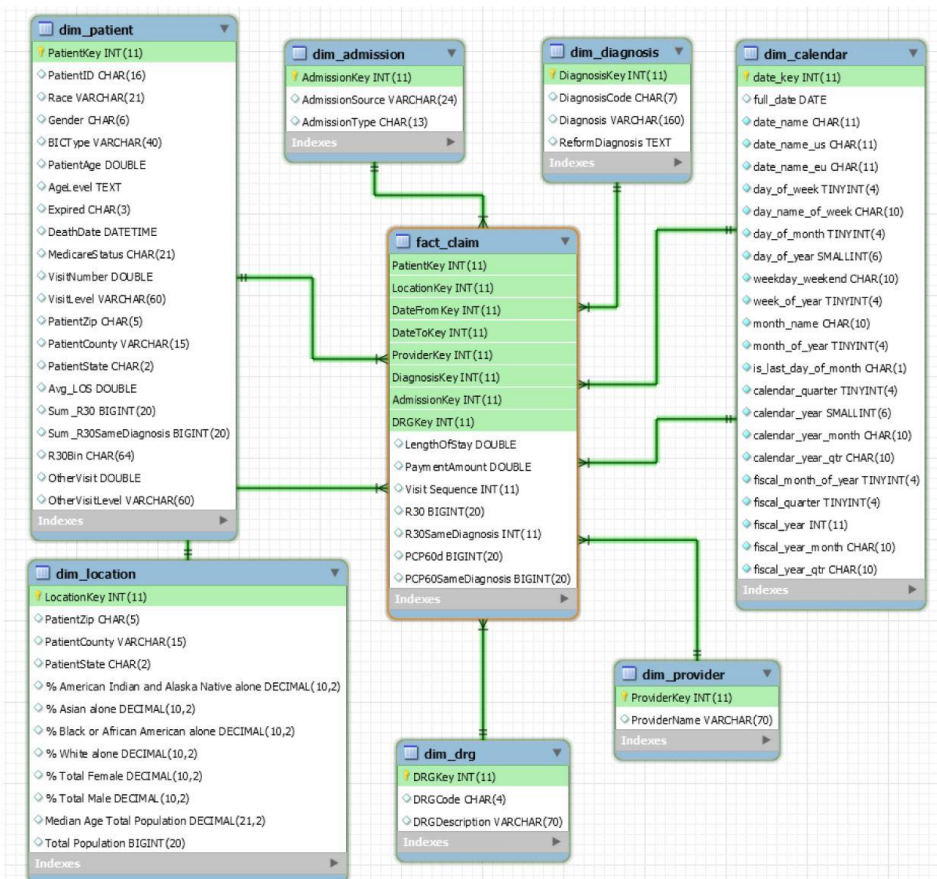 dim_patient
PatientKey INT(11)
PatientID CHAR(16)
Race VARCHAR(21)
Gender CHAR(6)
BICType VARCHAR(40)
PatientAge DOUBLE
AgeLevel TEXT
Expired CHAR(3)
DeathDate DATETIME
MedicareStatus CHAR(21)
VisitNumber DOUBLE
VisitLevel VARCHAR(60)
PatientZip CHAR(5)
PatientCounty VARCHAR(15)
PatientState CHAR(2)
Avg_LOS DOUBLE
Sum_R30 BIGINT(20)
Sum_R30SameDiagnosis BIGINT(20)
R30Bin CHAR(64)
OtherVisit DOUBLE
OtherVisitLevel VARCHAR(60)
Indexes
dim_admission
AdmissionKey INT(11)
AdmissionSource VARCHAR(24)
AdmissionType CHAR(13)
Indexes
dim_diagnosis
DiagnosisKey INT(11)
DiagnosisCode CHAR(7)
Diagnosis VARCHAR(160)
ReformDiagnosis TEXT
Indexes
dim_calendar
date_key INT(11)
full_date DATE
date_name CHAR(11)
date_name_us CHAR(11)
date_name_eu CHAR(11)
day_of_week TINYINT(4)
day_name_of_week CHAR(10)
day_of_month TINYINT(4)
day_of_year SMALLINT(6)
weekday_weekend CHAR(10)
week_of_year TINYINT(4)
month_name CHAR(10)
month_of_year TINYINT(4)
is_last_day_of_month CHAR(1)
calendar_quarter TINYINT(4)
calendar_year SMALLINT(6)
calendar_year_month CHAR(10)
calendar_year_qtr CHAR(10)
fiscal_month_of_year TINYINT(4)
fiscal_quarter TINYINT(4)
fiscal_year INT(11)
fiscal_year_month CHAR(10)
fiscal_year_qtr CHAR(10)
Indexes
fact_claim
PatientKey INT(11)
LocationKey INT(11)
DateFromKey INT(11)
DateToKey INT(11)
ProviderKey INT(11)
DiagnosisKey INT(11)
AdmissionKey INT(11)
DRGKey INT(11)
LengthOfStay DOUBLE
PaymentAmount DOUBLE
Visit Sequence INT(11)
R30 BIGINT(20)
R30SameDiagnosis INT(11)
PCP60d BIGINT(20)
PCP60SameDiagnosis BIGINT(20)
Indexes
dim_location
LocationKey INT(11)
PatientZip CHAR(5)
PatientCounty VARCHAR(15)
PatientState CHAR(2)
% American Indian and Alaska Native alone DECIMAL(10,2)
% Asian alone DECIMAL(10,2)
% Black or African American alone DECIMAL(10,2)
% White alone DECIMAL(10,2)
% Total Female DECIMAL(10,2)
% Total Male DECIMAL(10,2)
Median Age Total Population DECIMAL(21,2)
Total Population BIGINT(20)
Indexes
dim_drg
DRGKey INT(11)
DRGCode CHAR(4)
DRGDescription VARCHAR(70)
Indexes
dim_provider
ProviderKey INT(11)
ProviderName VARCHAR(70)
Indexes